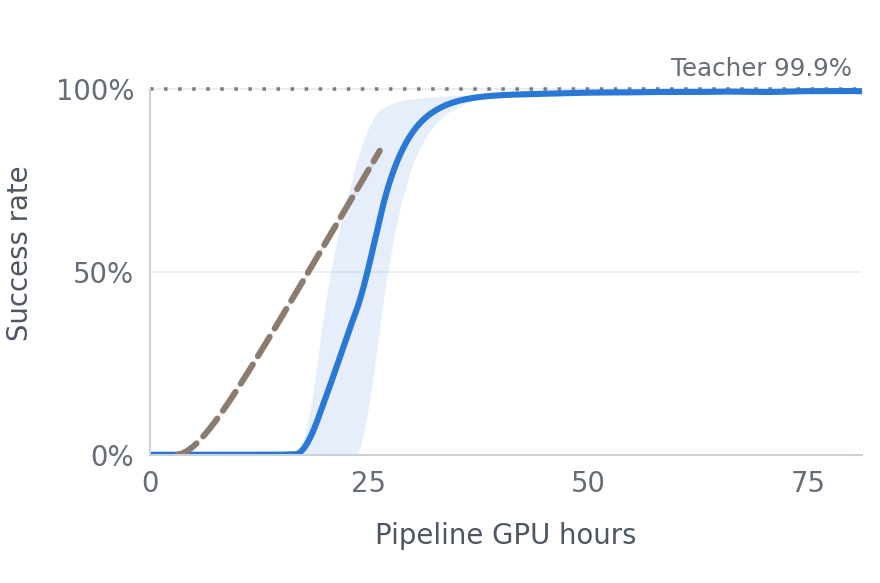 Teacher 99.9%
100%
50%
0%
Success rate
0 25 50 75
Pipeline GPU hours